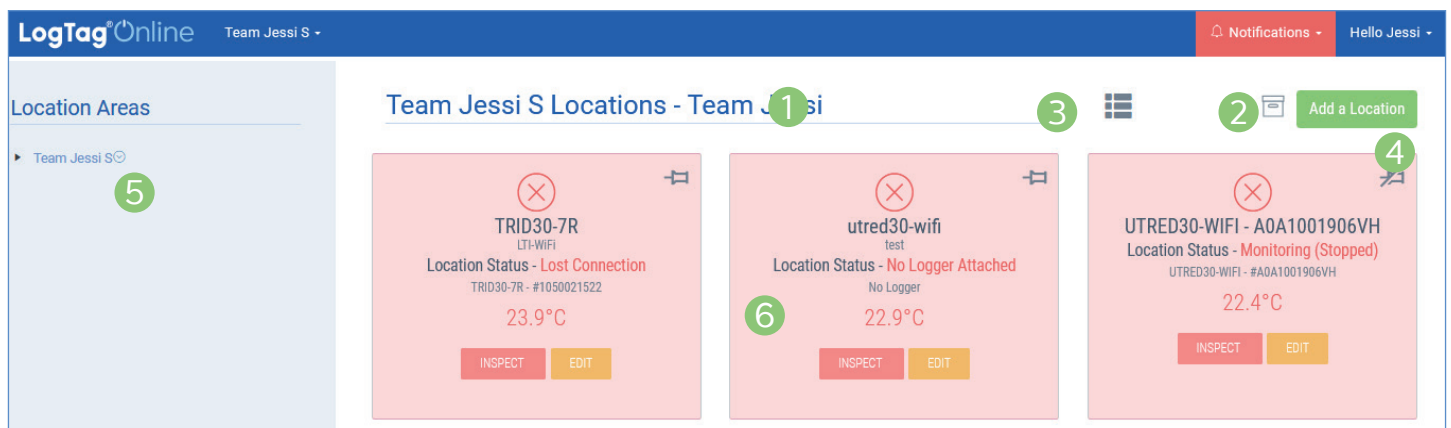 LogTag®Online Team Jessi S Notifications Hello Jessi
Location Areas
Team Jessi S
5
Team Jessi S Locations - Team Jessi
1
3
2
Add a Location
4
TRID30-7R
LTI-WiFi
Location Status - Lost Connection
TRID30-7R - #1050021522
23.9°C
INSPECT EDIT
utred30-wifi
test
Location Status - No Logger Attached
No Logger
6
22.9°C
INSPECT EDIT
UTRED30-WIFI - A0A1001906VH
Location Status - Monitoring (Stopped)
UTRED30-WIFI - #A0A1001906VH
22.4°C
INSPECT EDIT